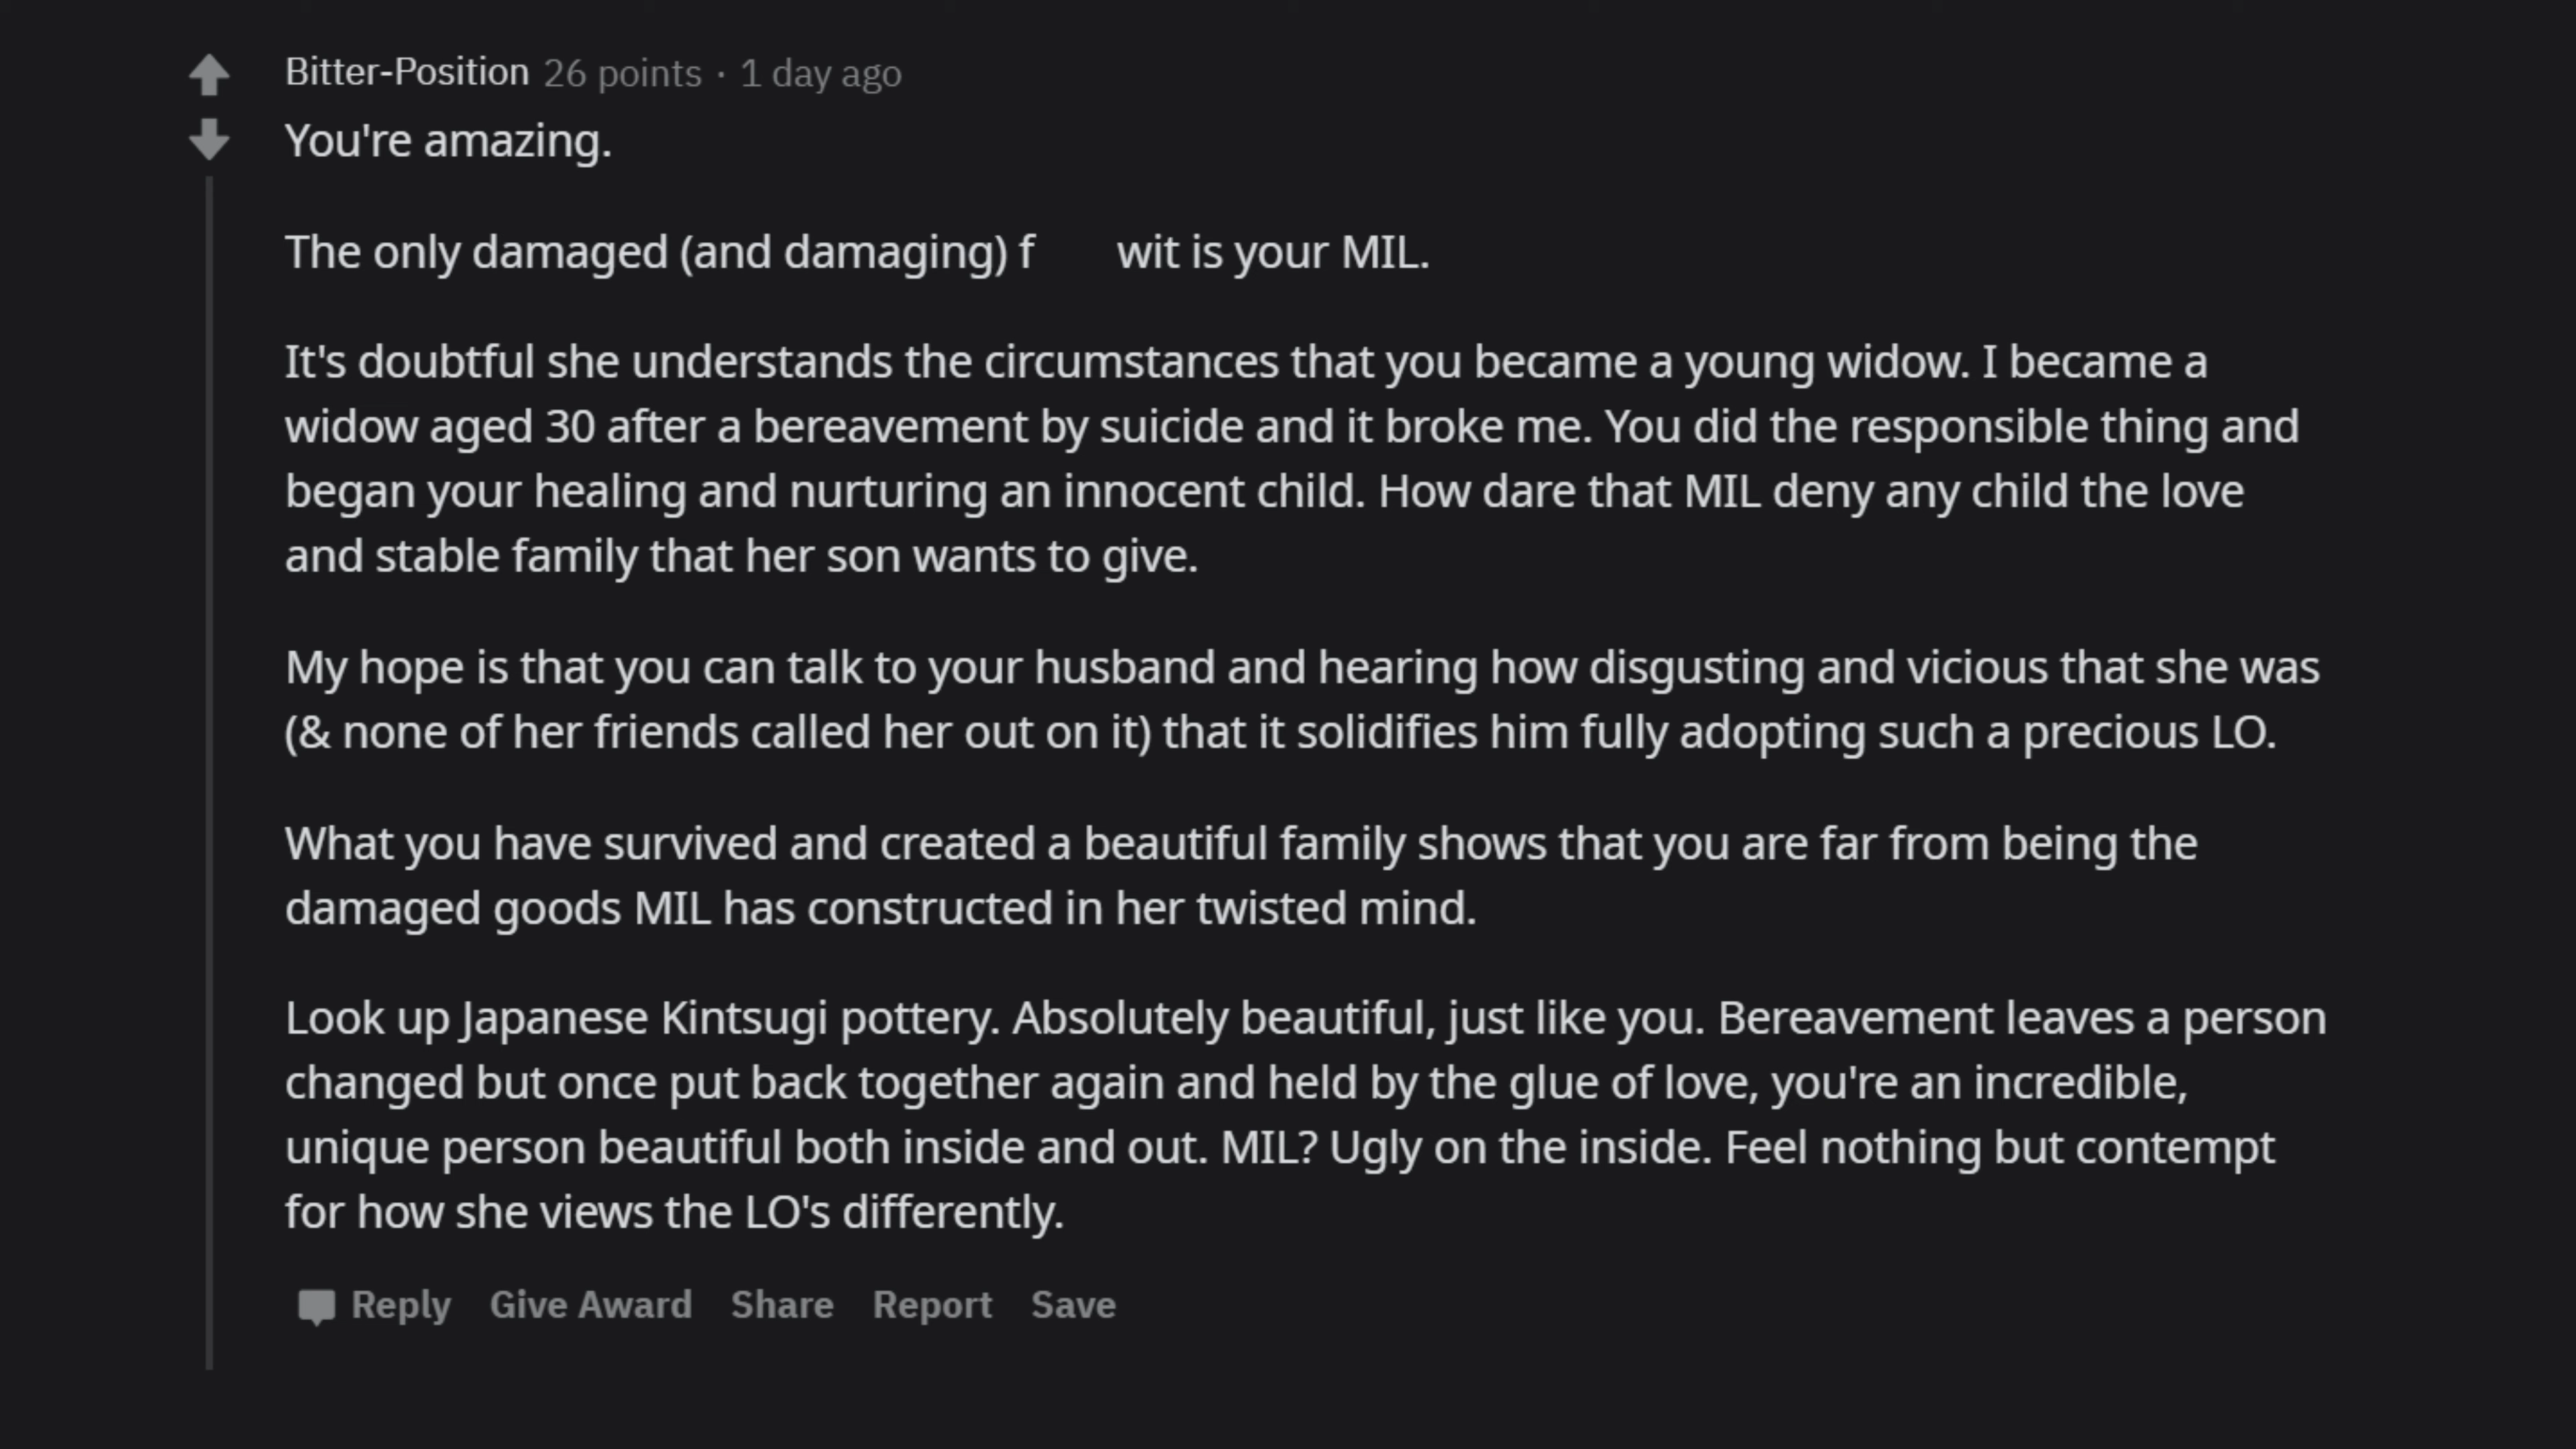 Bitter-Position 26 points · 1 day ago
You're amazing.
The only damaged (and damaging) f wit is your MIL.
It's doubtful she understands the circumstances that you became a young widow. I became a
widow aged 30 after a bereavement by suicide and it broke me. You did the responsible thing and
began your healing and nurturing an innocent child. How dare that MIL deny any child the love
and stable family that her son wants to give.
My hope is that you can talk to your husband and hearing how disgusting and vicious that she was
(& none of her friends called her out on it) that it solidifies him fully adopting such a precious LO.
What you have survived and created a beautiful family shows that you are far from being the
damaged goods MIL has constructed in her twisted mind.
Look up Japanese Kintsugi pottery. Absolutely beautiful, just like you. Bereavement leaves a person
changed but once put back together again and held by the glue of love, you're an incredible,
unique person beautiful both inside and out. MIL? Ugly on the inside. Feel nothing but contempt
for how she views the LO's differently.
Reply Give Award Share Report Save